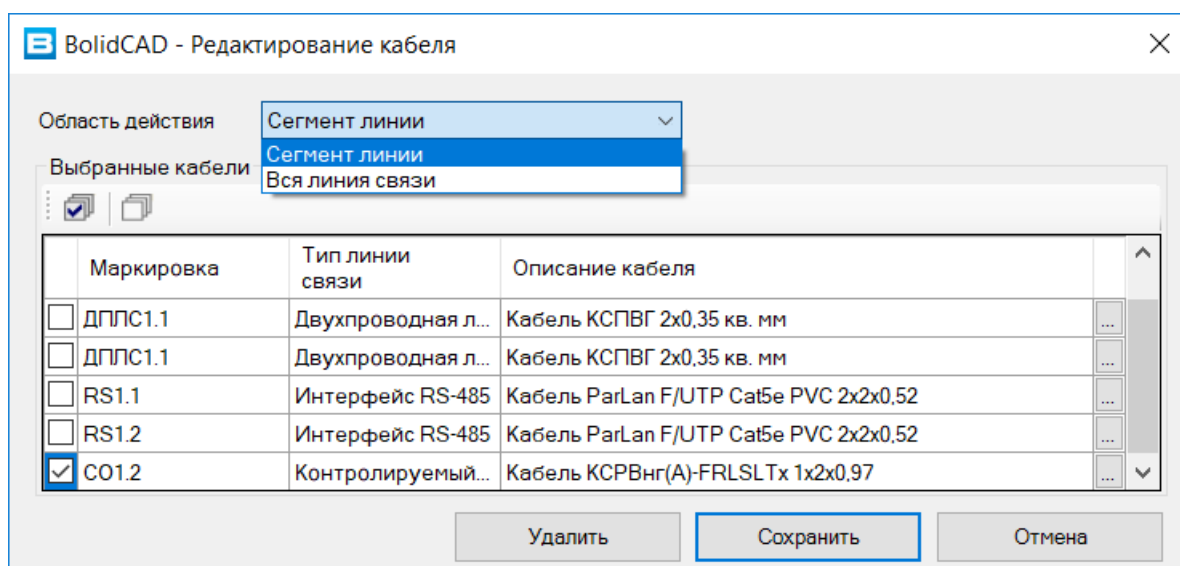 BolidCAD - Редактирование кабеля
Область действия Сегмент линии
Сегмент линии
Вся линия связи
Выбранные кабели
Маркировка Тип линии связи Описание кабеля
ДПЛС1.1 Двухпроводная л... Кабель КСПВГ 2x0,35 кв. мм ...
ДПЛС1.1 Двухпроводная л... Кабель КСПВГ 2x0,35 кв. мм ...
RS1.1 Интерфейс RS-485 Кабель ParLan F/UTP Cat5e PVC 2x2x0,52 ...
RS1.2 Интерфейс RS-485 Кабель ParLan F/UTP Cat5e PVC 2x2x0,52 ...
СО1.2 Контролируемый... Кабель КСРВнг(А)-FRLSLTx 1x2x0,97 ...
Удалить Сохранить Отмена